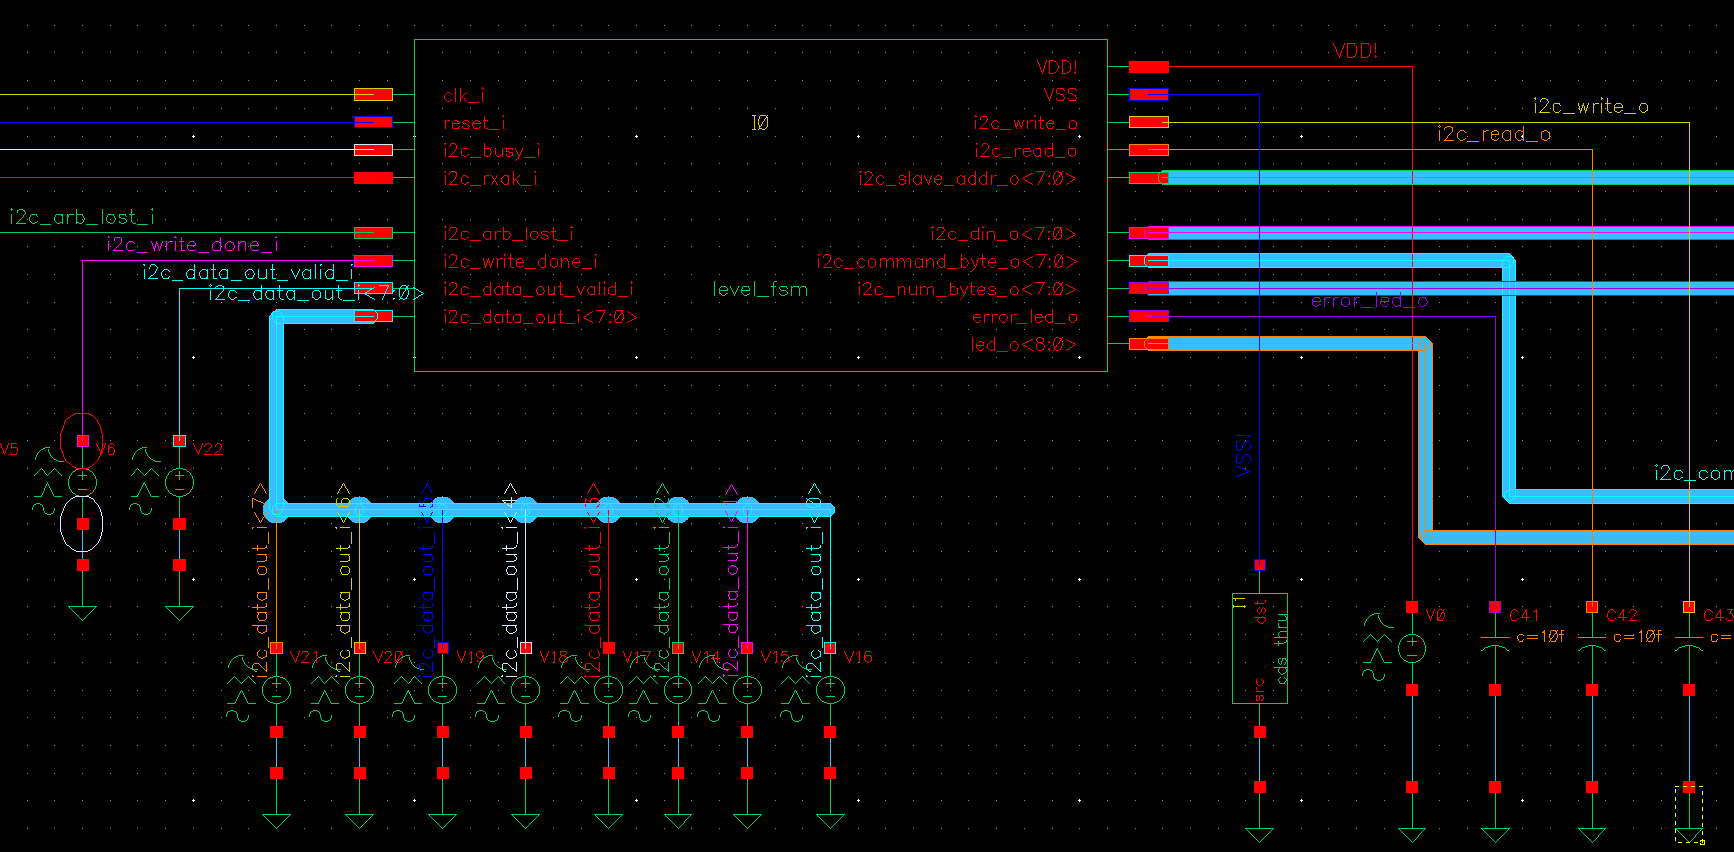 VDD!
VDD!
clk_i
VSS
i2c_write_o
reset_i
I0
i2c_write_o
i2c_read_o
i2c_busy_i
i2c_read_o
i2c_rxak_i
i2c_slave_addr_o<7:0>
i2c_arb_lost_i
i2c_arb_lost_i
i2c_din_o<7:0>
i2c_write_done_i
i2c_write_done_i
i2c_command_byte_o<7:0>
i2c_data_out_valid_i
i2c_data_out_i<7:0>
i2c_data_out_valid_i
level_fsm
i2c_num_bytes_o<7:0>
error_led_o
i2c_data_out_i<7:0>
error_led_o
led_o<8:0>
V5
V6
V22
VSS!
i2c_com
i2c_data_out_i<7>
i2c_data_out_i<6>
i2c_data_out_i<5>
i2c_data_out_i<4>
i2c_data_out_i<3>
i2c_data_out_i<2>
i2c_data_out_i<1>
i2c_data_out_i<0>
I1
dst
cds_thru
src
V0
C41
C42
C43
c=10f
c=10f
c=
V21
V20
V19
V18
V17
V14
V15
V16